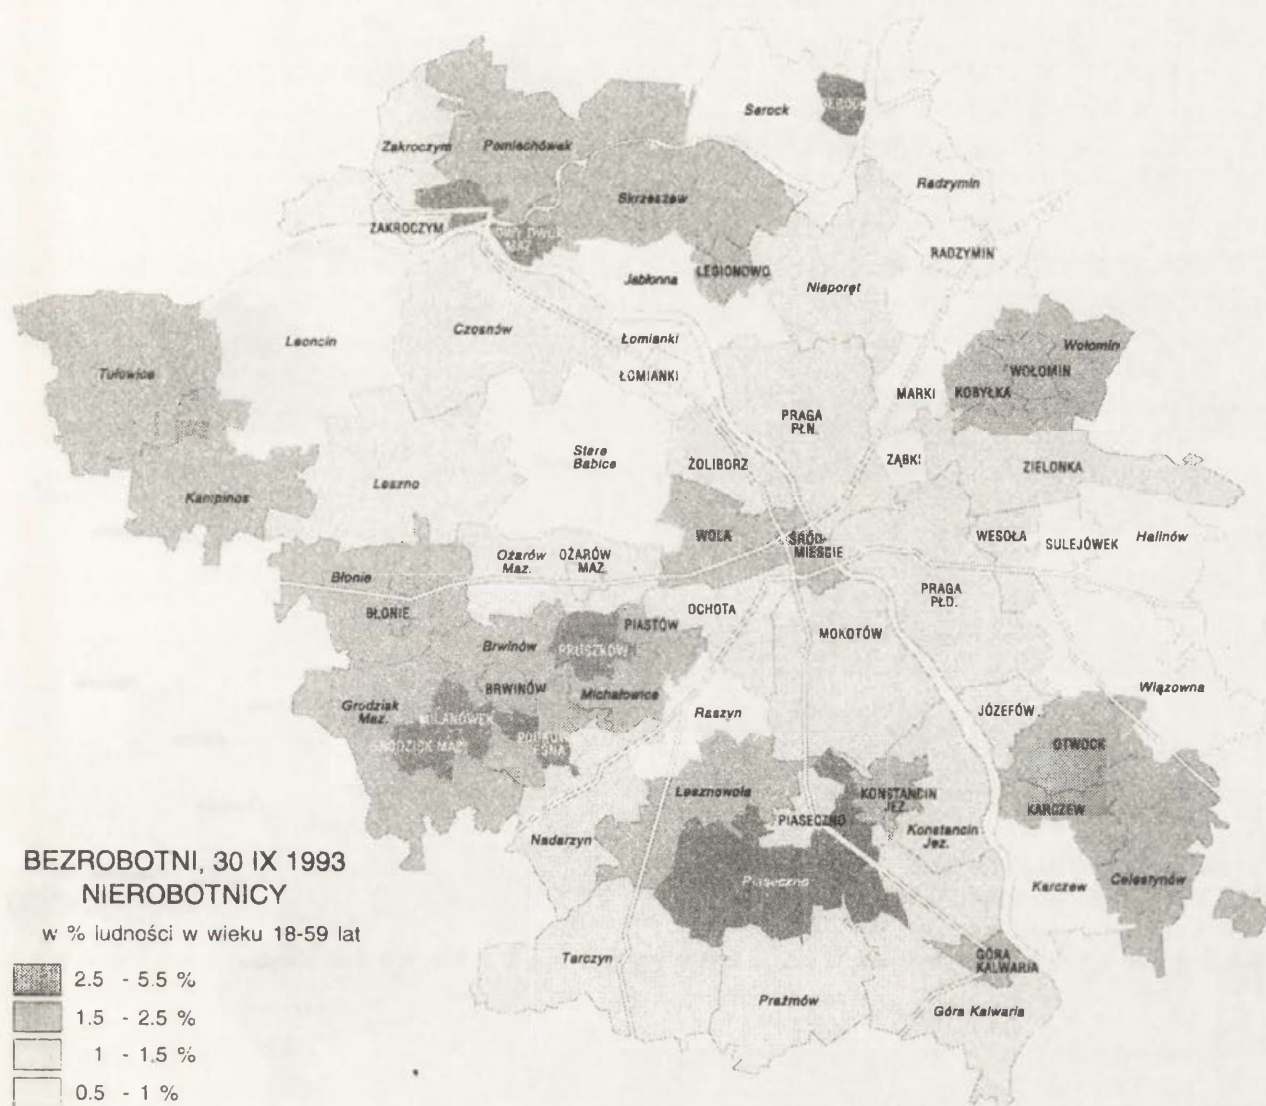 Serock
Zakroczym
Pomiechówek
Skrzeszew
Radzymin
ZAKROCZYM
RADZYMIN
Jabłonna
LEGIONOWO
Nieporęt
Leoncin
Czosnów
Łomianki
ŁOMIANKI
Wołomin
WOŁOMIN
KOBYŁKA
Tułowice
MARKI
PRAGA
PŁN.
Stare
Babice
ŻOLIBORZ
ZĄBKI
ZIELONKA
Kampinos
Leszno
WOLA
ŚRÓD-
MIEŚCIE
WESOŁA
SULEJÓWEK
Halinów
Ożarów
Maz.
OŻARÓW
MAZ.
Błonie
BŁONIE
OCHOTA
PRAGA
PŁD.
MOKOTÓW
PIASTÓW
Brwinów
PRUSZKÓW
BRWINÓW
Michałowice
Grodzisk
Maz.
MILANÓWEK
Raszyn
JÓZEFÓW
Wiązowna
OTWOCK
Lesznowola
KONSTANCIN
JEZ.
KARCZEW
PIASECZNO
Konstancin
Jez.
Nadarzyn
Piaseczno
Karczew
Celestynów
Tarczyn
GÓRA
KALWARIA
Prażmów
Góra Kalwaria
BEZROBOTNI, 30 IX 1993
NIEROBOTNICY
w % ludności w wieku 18-59 lat
2.5 - 5.5 %
1.5 - 2.5 %
1 - 1.5 %
0.5 - 1 %